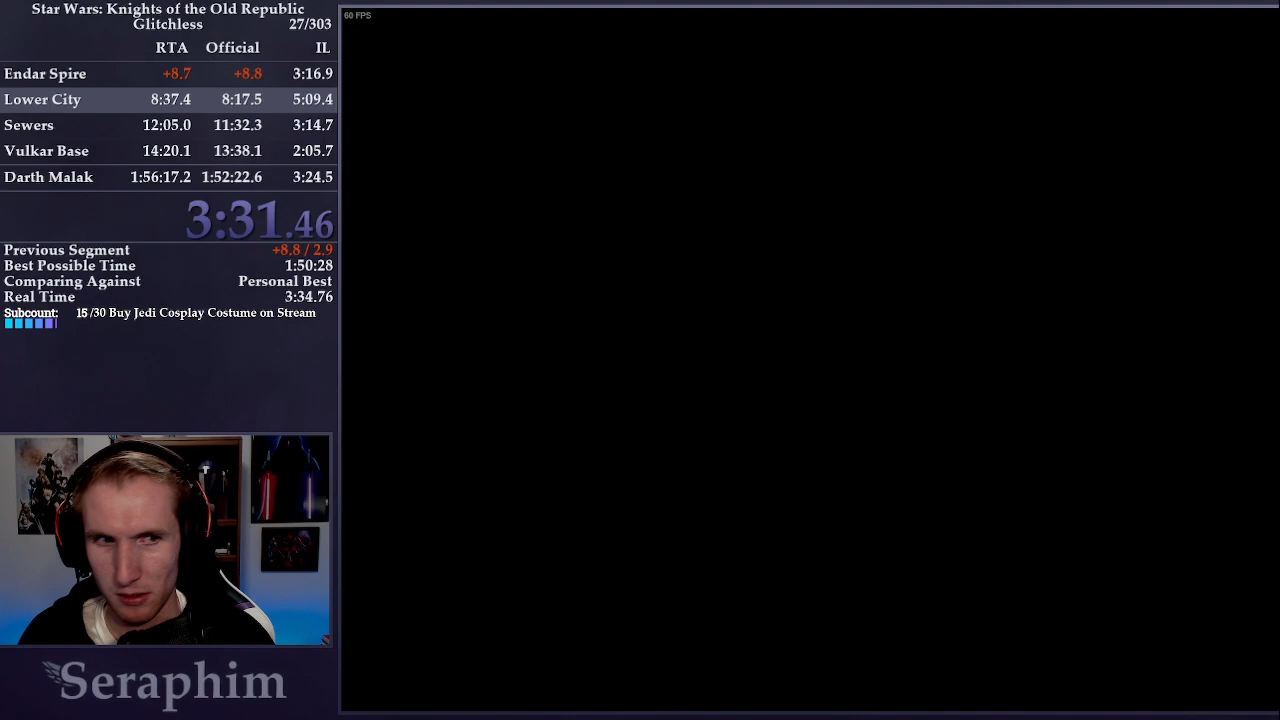 Star Wars: Knights of the Old Republic
Glitchless 27/303
RTA Official IL
Endar Spire +8.7 +8.8 3:16.9
Lower City 8:37.4 8:17.5 5:09.4
Sewers 12:05.0 11:32.3 3:14.7
Vulkar Base 14:20.1 13:38.1 2:05.7
Darth Malak 1:56:17.2 1:52:22.6 3:24.5
3:31.46
Previous Segment +8.8 / 2.9
Best Possible Time 1:50:28
Comparing Against Personal Best
Real Time 3:34.76
Subcount: 15 /30 Buy Jedi Cosplay Costume on Stream
Seraphim
60 FPS